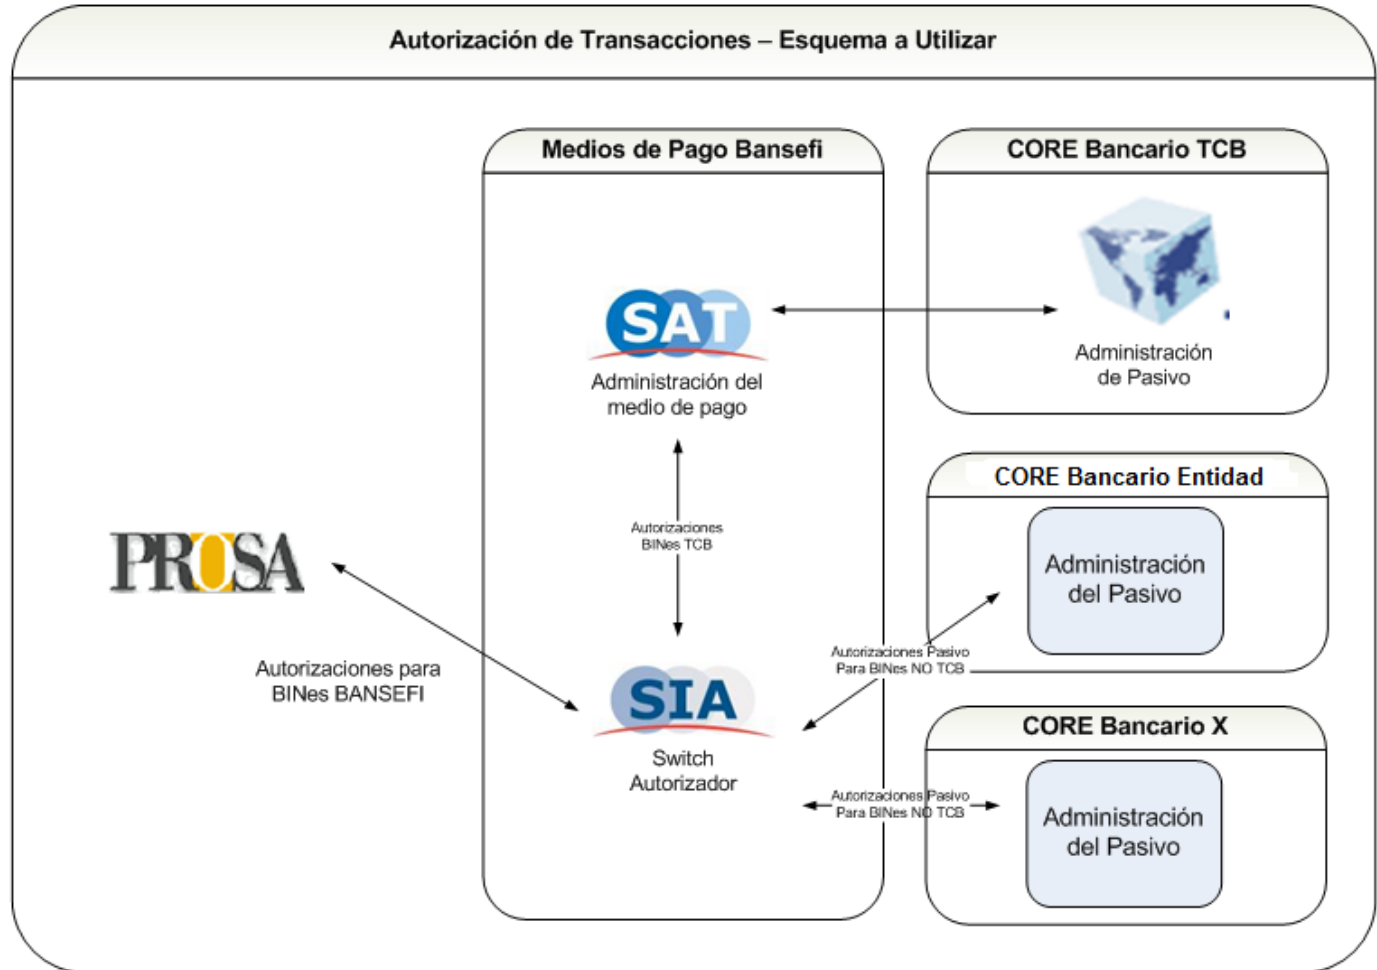 Autorización de Transacciones – Esquema a Utilizar
Medios de Pago Bansefi
CORE Bancario TCB
SAT
Administración del
medio de pago
Administración
de Pasivo
Autorizaciones
BINes TCB
CORE Bancario Entidad
Administración
del Pasivo
PROSA
Autorizaciones para
BINes BANSEFI
Autorizaciones Pasivo
Para BINes NO TCB
SIA
Switch
Autorizador
CORE Bancario X
Autorizaciones Pasivo
Para BINes NO TCB
Administración
del Pasivo